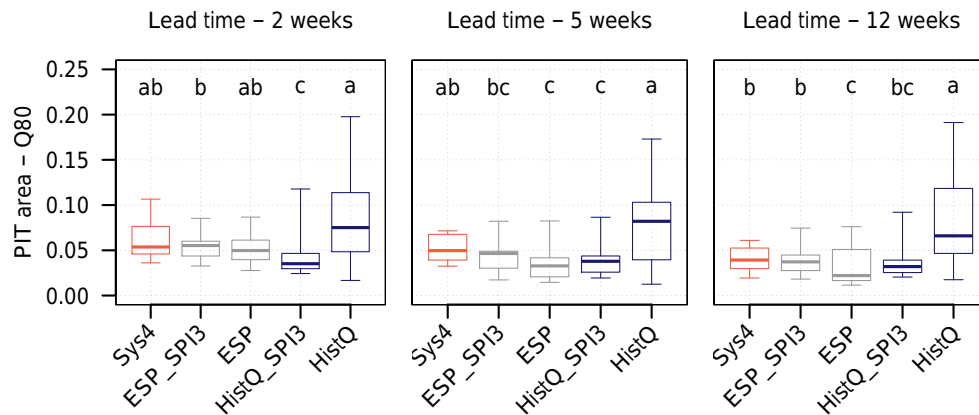 Lead time – 2 weeks
Lead time – 5 weeks
Lead time – 12 weeks
PIT area – Q80
0.25
0.20
0.15
0.10
0.05
0.00
ab b ab c a
ab bc c c a
b b c bc a
Sys4 ESP_SPI3 ESP HistQ_SPI3 HistQ
Sys4 ESP_SPI3 ESP HistQ_SPI3 HistQ
Sys4 ESP_SPI3 ESP HistQ_SPI3 HistQ